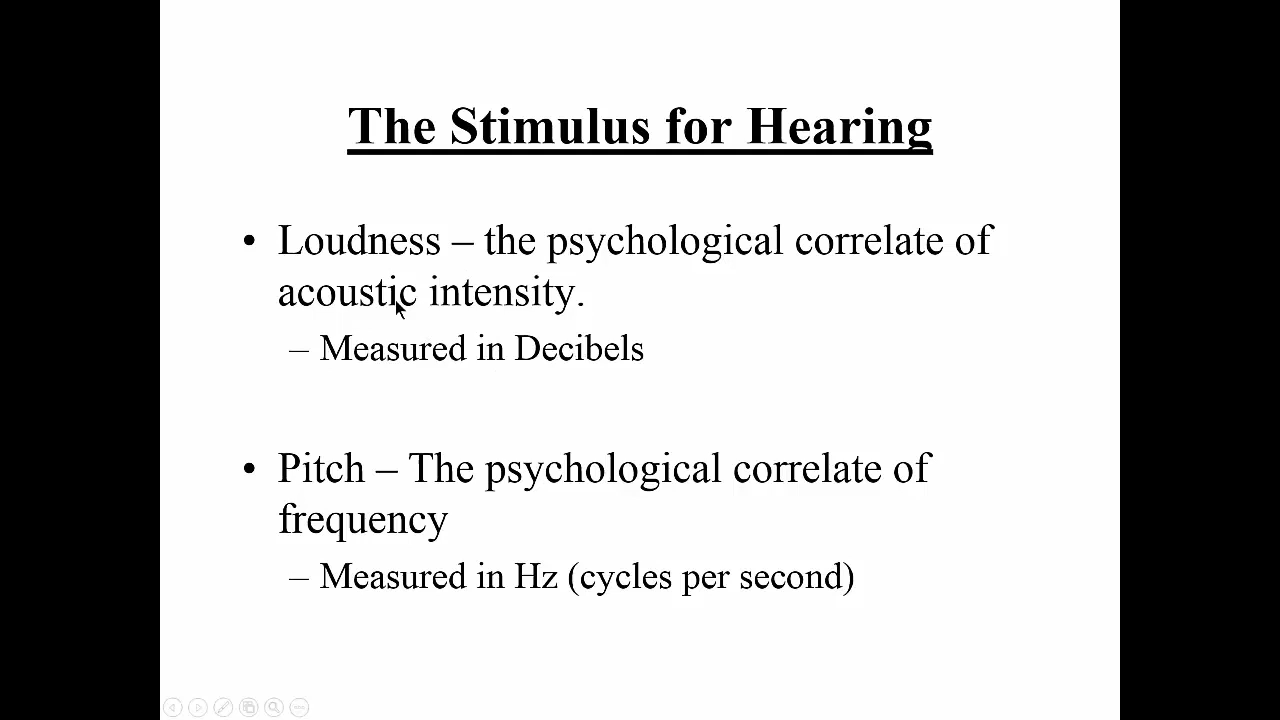 The Stimulus for Hearing
• Loudness – the psychological correlate of
acoustic intensity.
– Measured in Decibels
• Pitch – The psychological correlate of
frequency
– Measured in Hz (cycles per second)